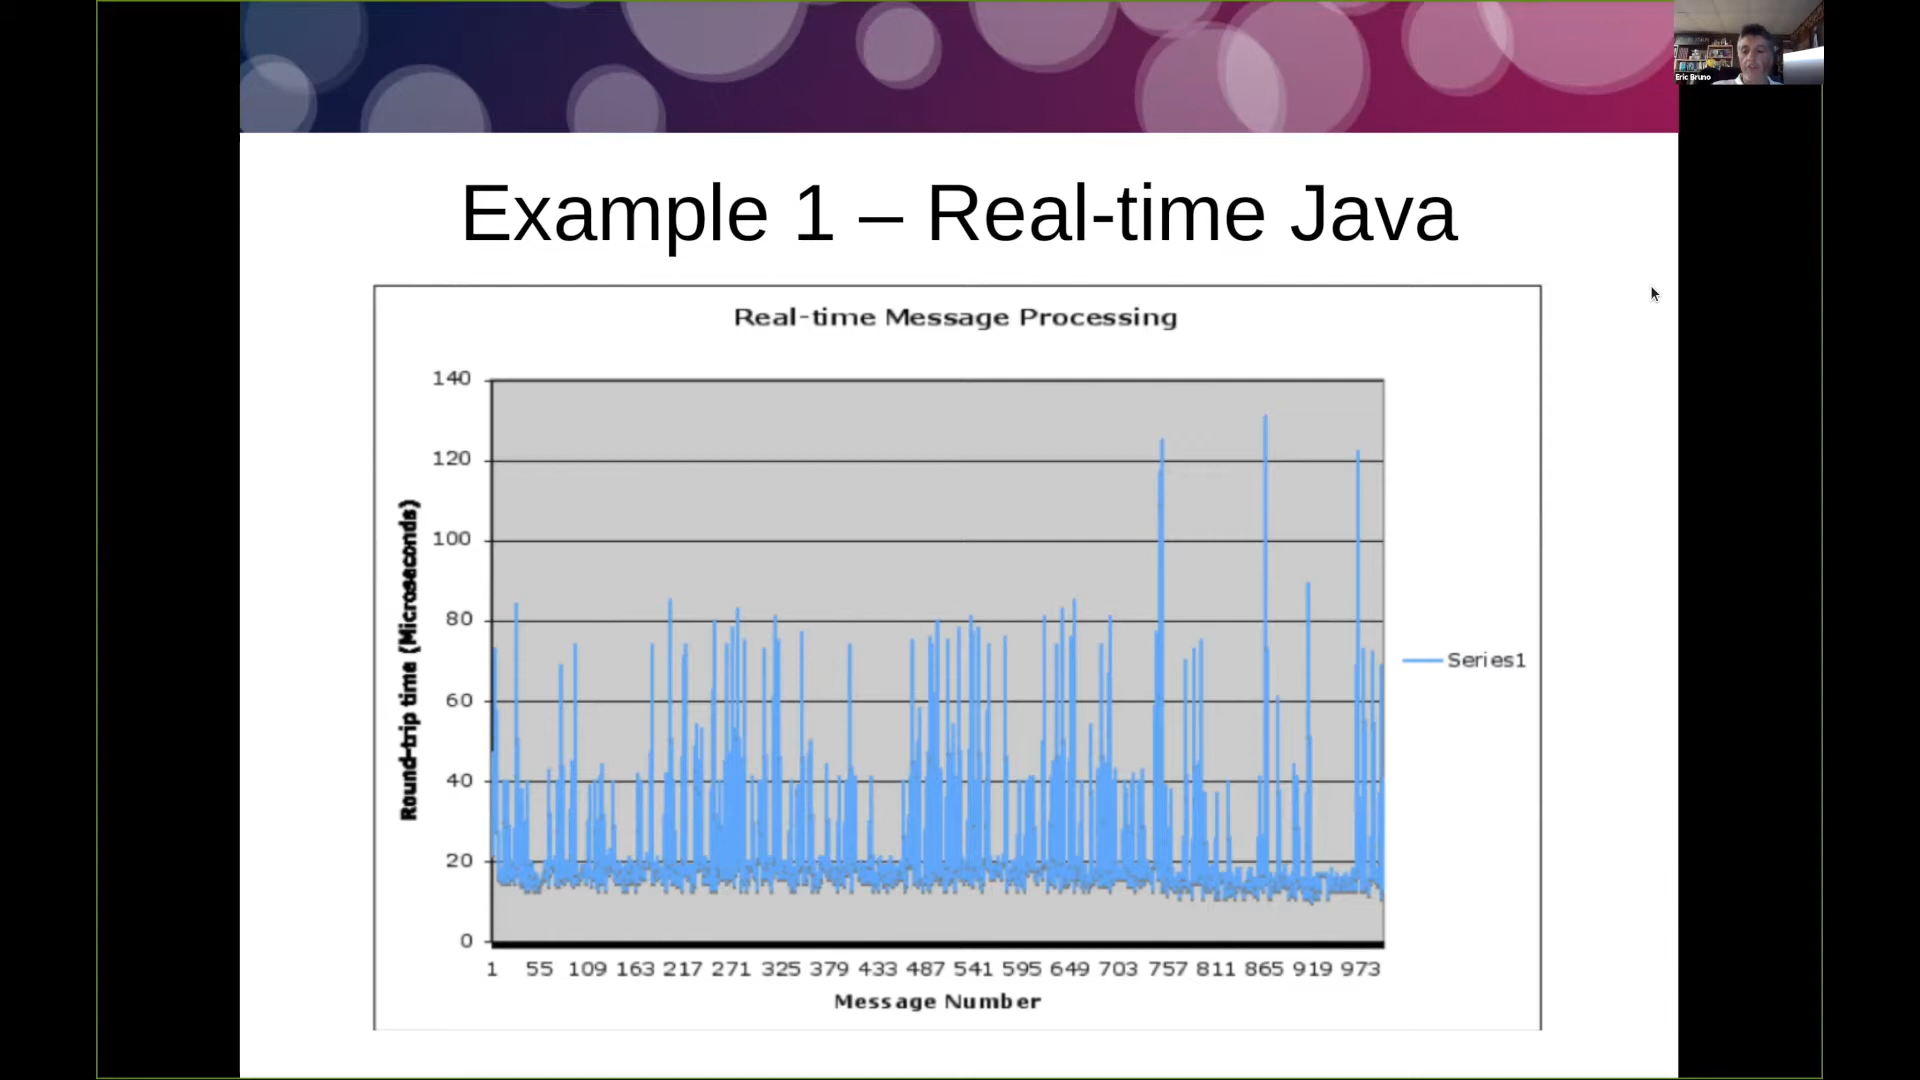 Eric Bruno
Example 1 – Real-time Java
Real-time Message Processing
140
120
100
80
60
40
20
0
Round-trip time (Microseconds)
Series1
1 55 109 163 217 271 325 379 433 487 541 595 649 703 757 811 865 919 973
Message Number